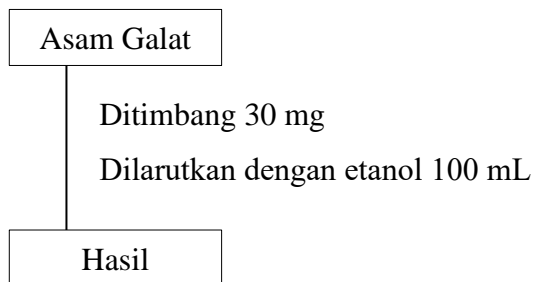 Asam Galat
Ditimbang 30 mg
Dilarutkan dengan etanol 100 mL
Hasil